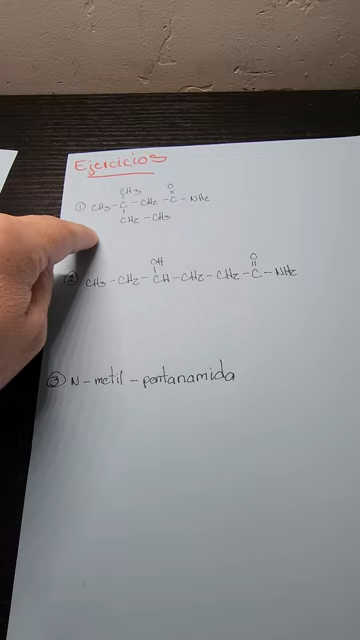 Ejercicios
CH3 O
① CH3 - C - CH2 - C - NH2
CH2 - CH3
OH O
② CH3 - CH2 - CH - CH2 - CH2 - C - NH2
③ N - metil - pentanamida